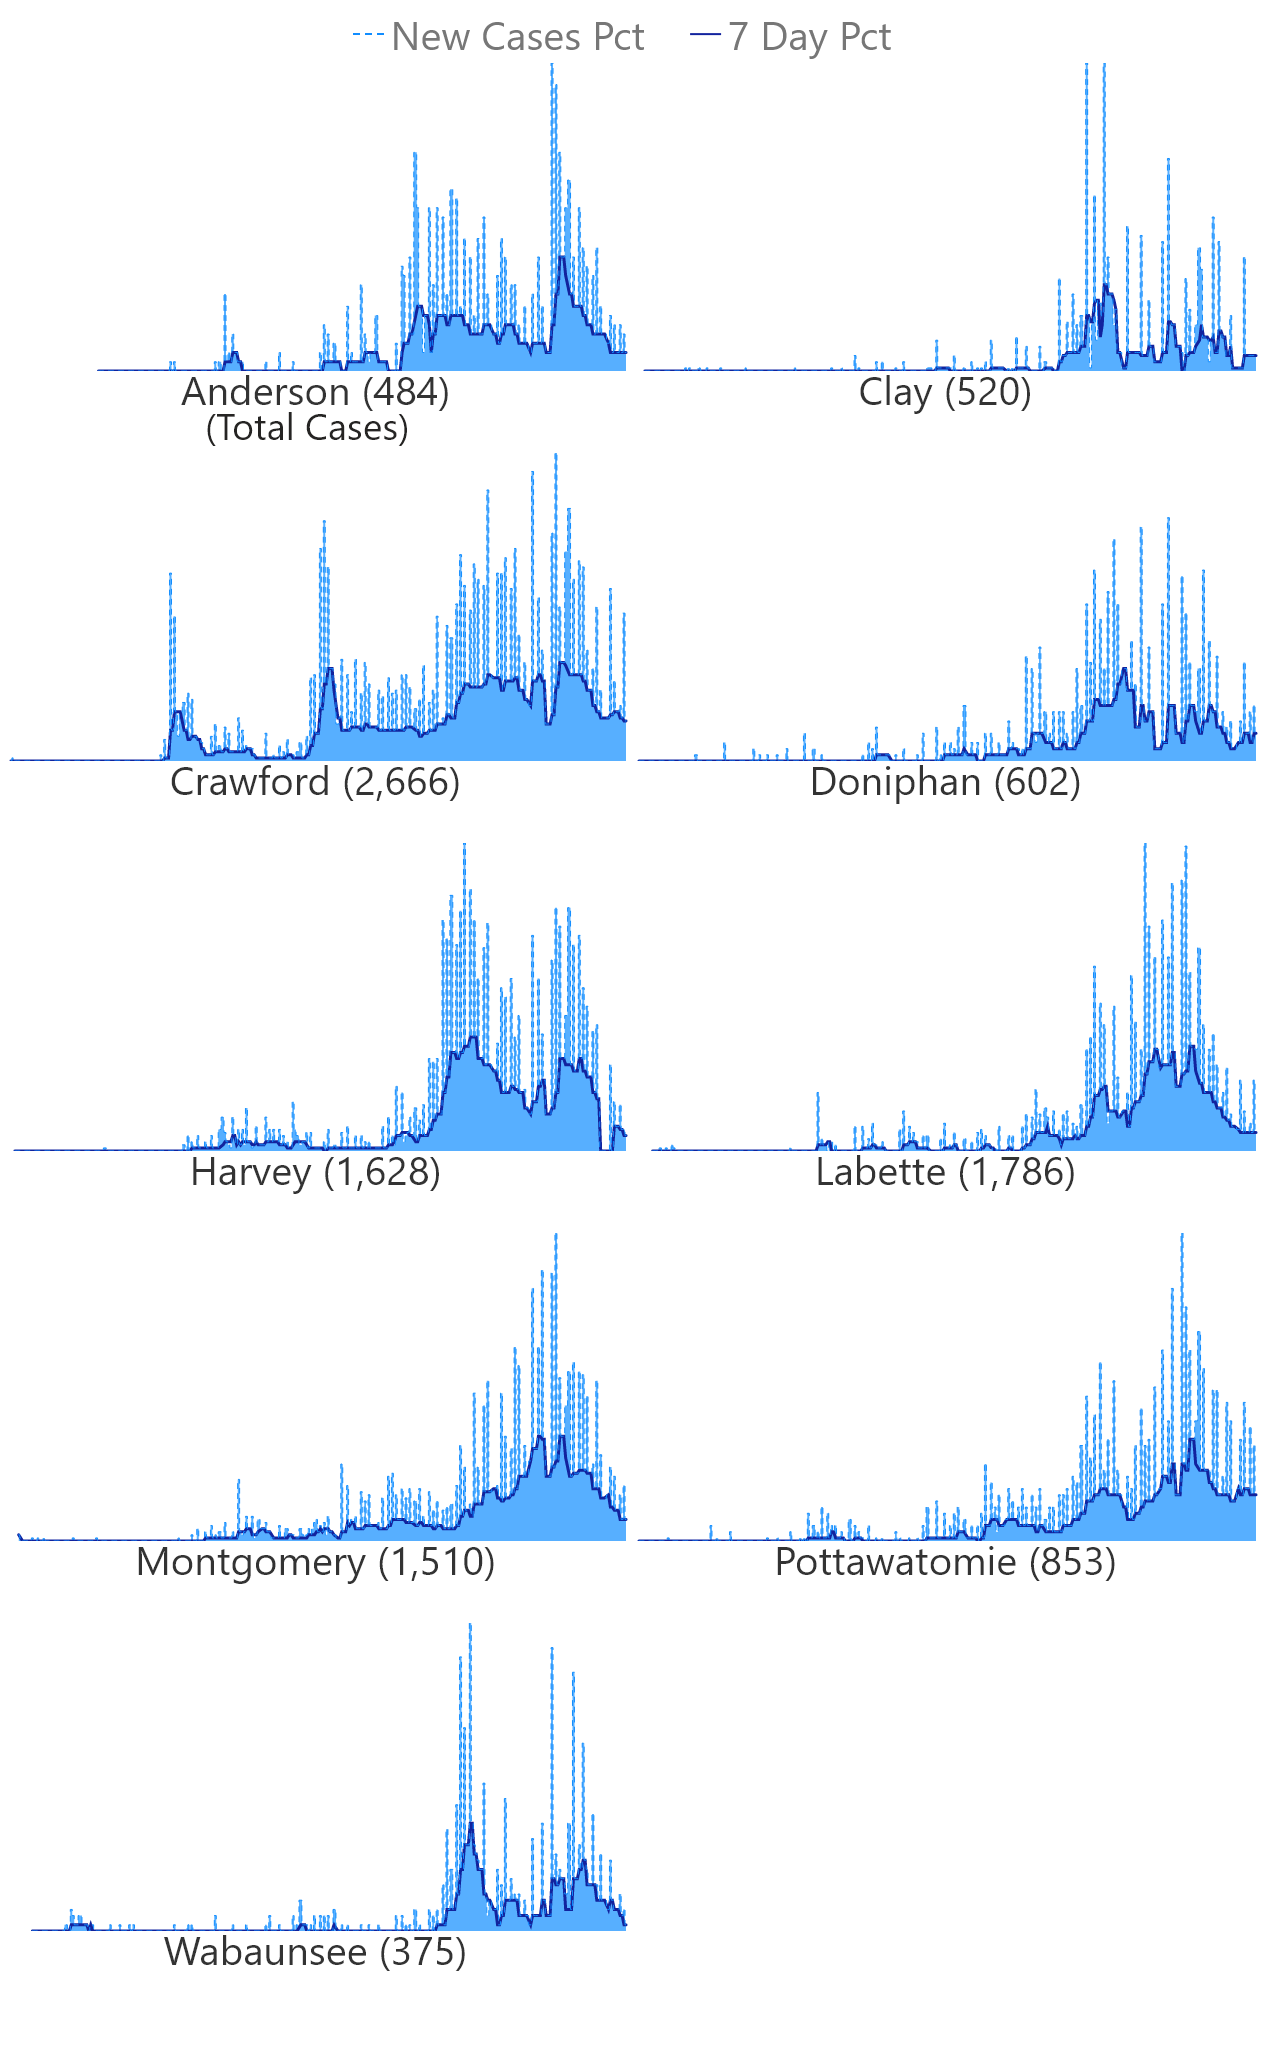 New Cases Pct 7 Day Pct
Anderson (484) Clay (520)
(Total Cases)
Crawford (2,666) Doniphan (602)
Harvey (1,628) Labette (1,786)
Montgomery (1,510) Pottawatomie (853)
Wabaunsee (375)